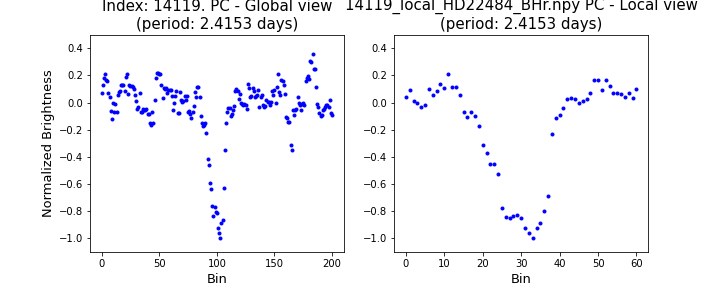 Index: 14119. PC - Global view
(period: 2.4153 days)
14119_local_HD22484_BHr.npy PC - Local view
(period: 2.4153 days)
Normalized Brightness
0.4
0.2
0.0
−0.2
−0.4
−0.6
−0.8
−1.0
0 50 100 150 200
Bin
0.4
0.2
0.0
−0.2
−0.4
−0.6
−0.8
−1.0
0 10 20 30 40 50 60
Bin